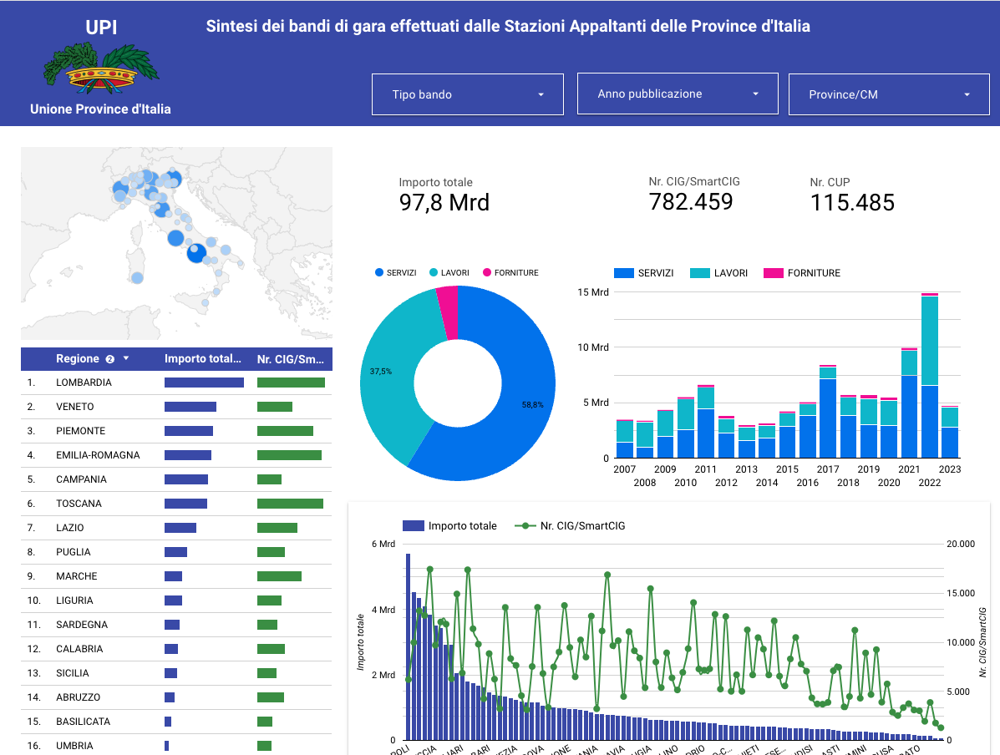 UPI
Sintesi dei bandi di gara effettuati dalle Stazioni Appaltanti delle Province d'Italia
Unione Province d'Italia
Tipo bando
Anno pubblicazione
Province/CM
Importo totale
97,8 Mrd
Nr. CIG/SmartCIG
782.459
Nr. CUP
115.485
SERVIZI LAVORI FORNITURE
37,5%
58,8%
SERVIZI LAVORI FORNITURE
15 Mrd
10 Mrd
5 Mrd
0
2007 2009 2011 2013 2015 2017 2019 2021 2023
2008 2010 2012 2014 2016 2018 2020 2022
Regione 2 Importo total... Nr. CIG/Sm...
1. LOMBARDIA
2. VENETO
3. PIEMONTE
4. EMILIA-ROMAGNA
5. CAMPANIA
6. TOSCANA
7. LAZIO
8. PUGLIA
9. MARCHE
10. LIGURIA
11. SARDEGNA
12. CALABRIA
13. SICILIA
14. ABRUZZO
15. BASILICATA
16. UMBRIA
Importo totale Nr. CIG/SmartCIG
6 Mrd
4 Mrd
2 Mrd
0
Importo totale
20.000
15.000
10.000
5.000
0
Nr. CIG/SmartCIG